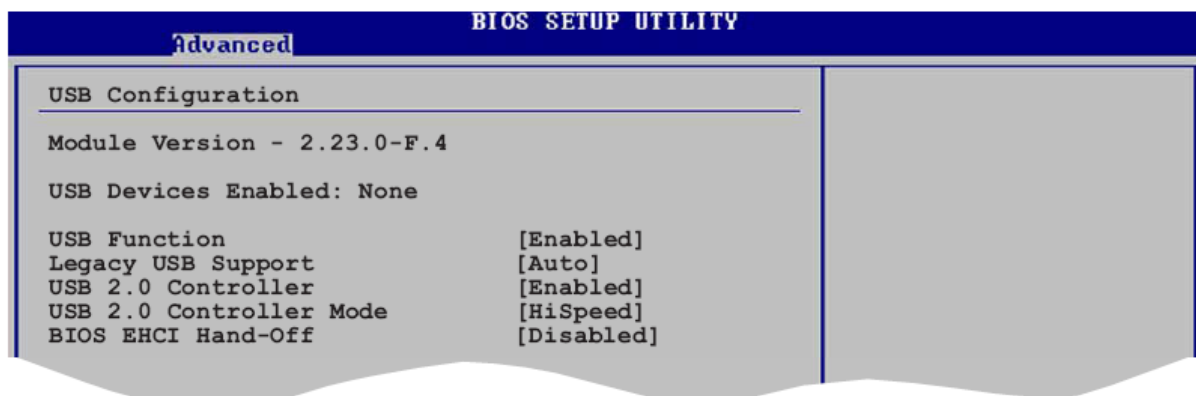 BIOS SETUP UTILITY
Advanced
USB Configuration
Module Version - 2.23.0-F.4
USB Devices Enabled: None
USB Function [Enabled]
Legacy USB Support [Auto]
USB 2.0 Controller [Enabled]
USB 2.0 Controller Mode [HiSpeed]
BIOS EHCI Hand-Off [Disabled]